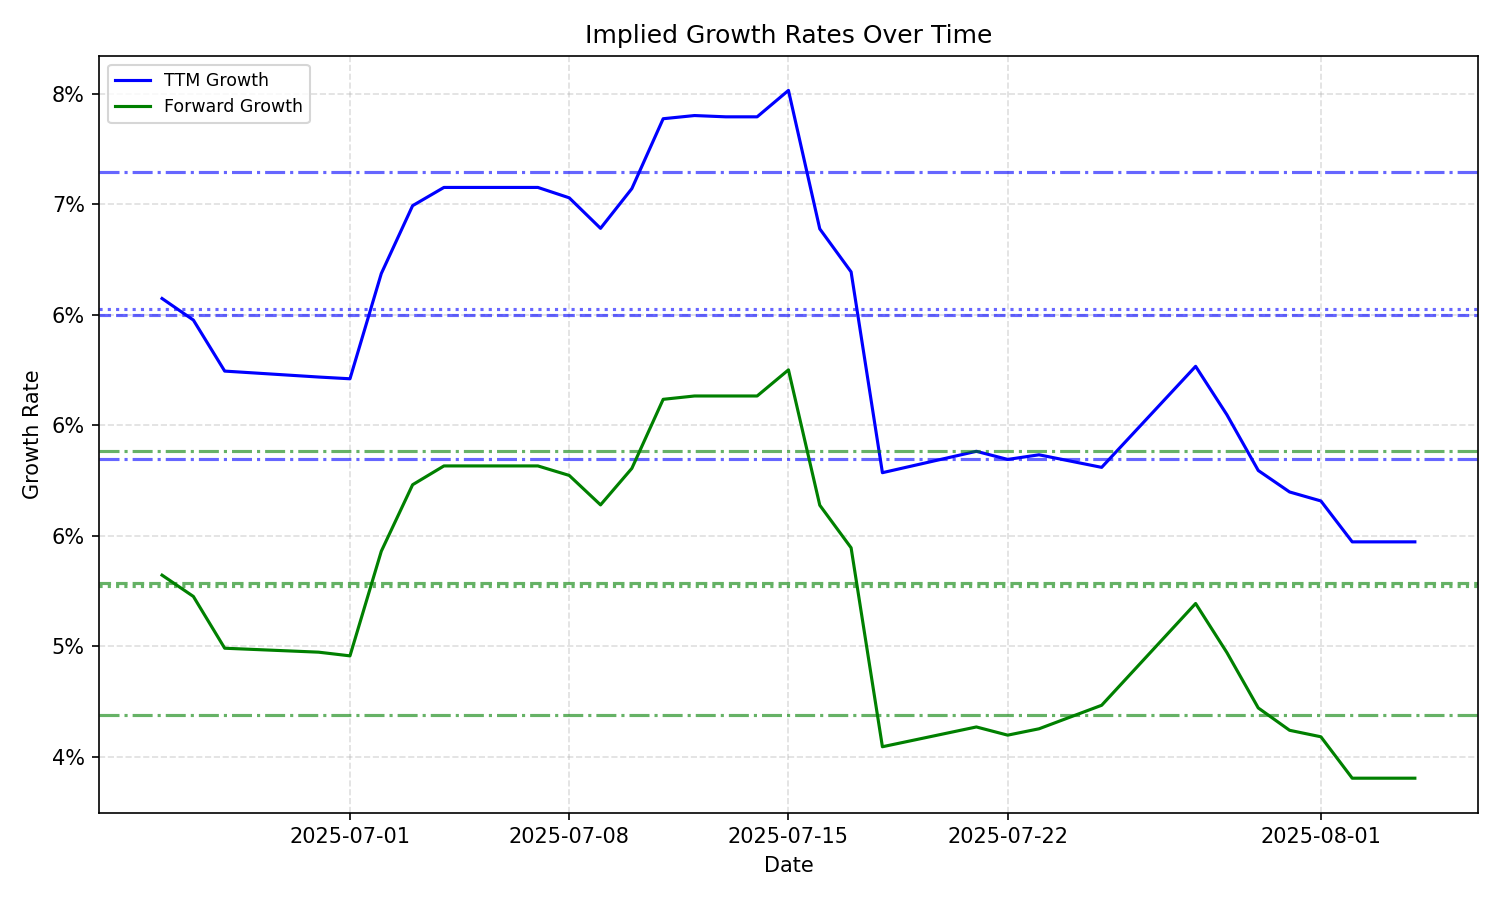 Implied Growth Rates Over Time
TTM Growth
Forward Growth
8%
7%
6%
6%
6%
5%
4%
Growth Rate
2025-07-01
2025-07-08
2025-07-15
2025-07-22
2025-08-01
Date